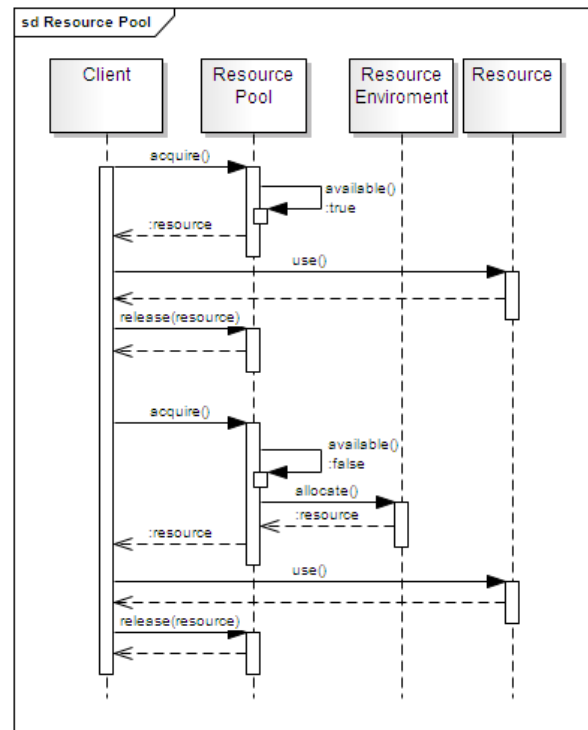 sd Resource Pool
Client
Resource
Pool
Resource
Enviroment
Resource
acquire()
available()
:true
:resource
use()
release(resource)
acquire()
available()
:false
allocate()
:resource
:resource
use()
release(resource)